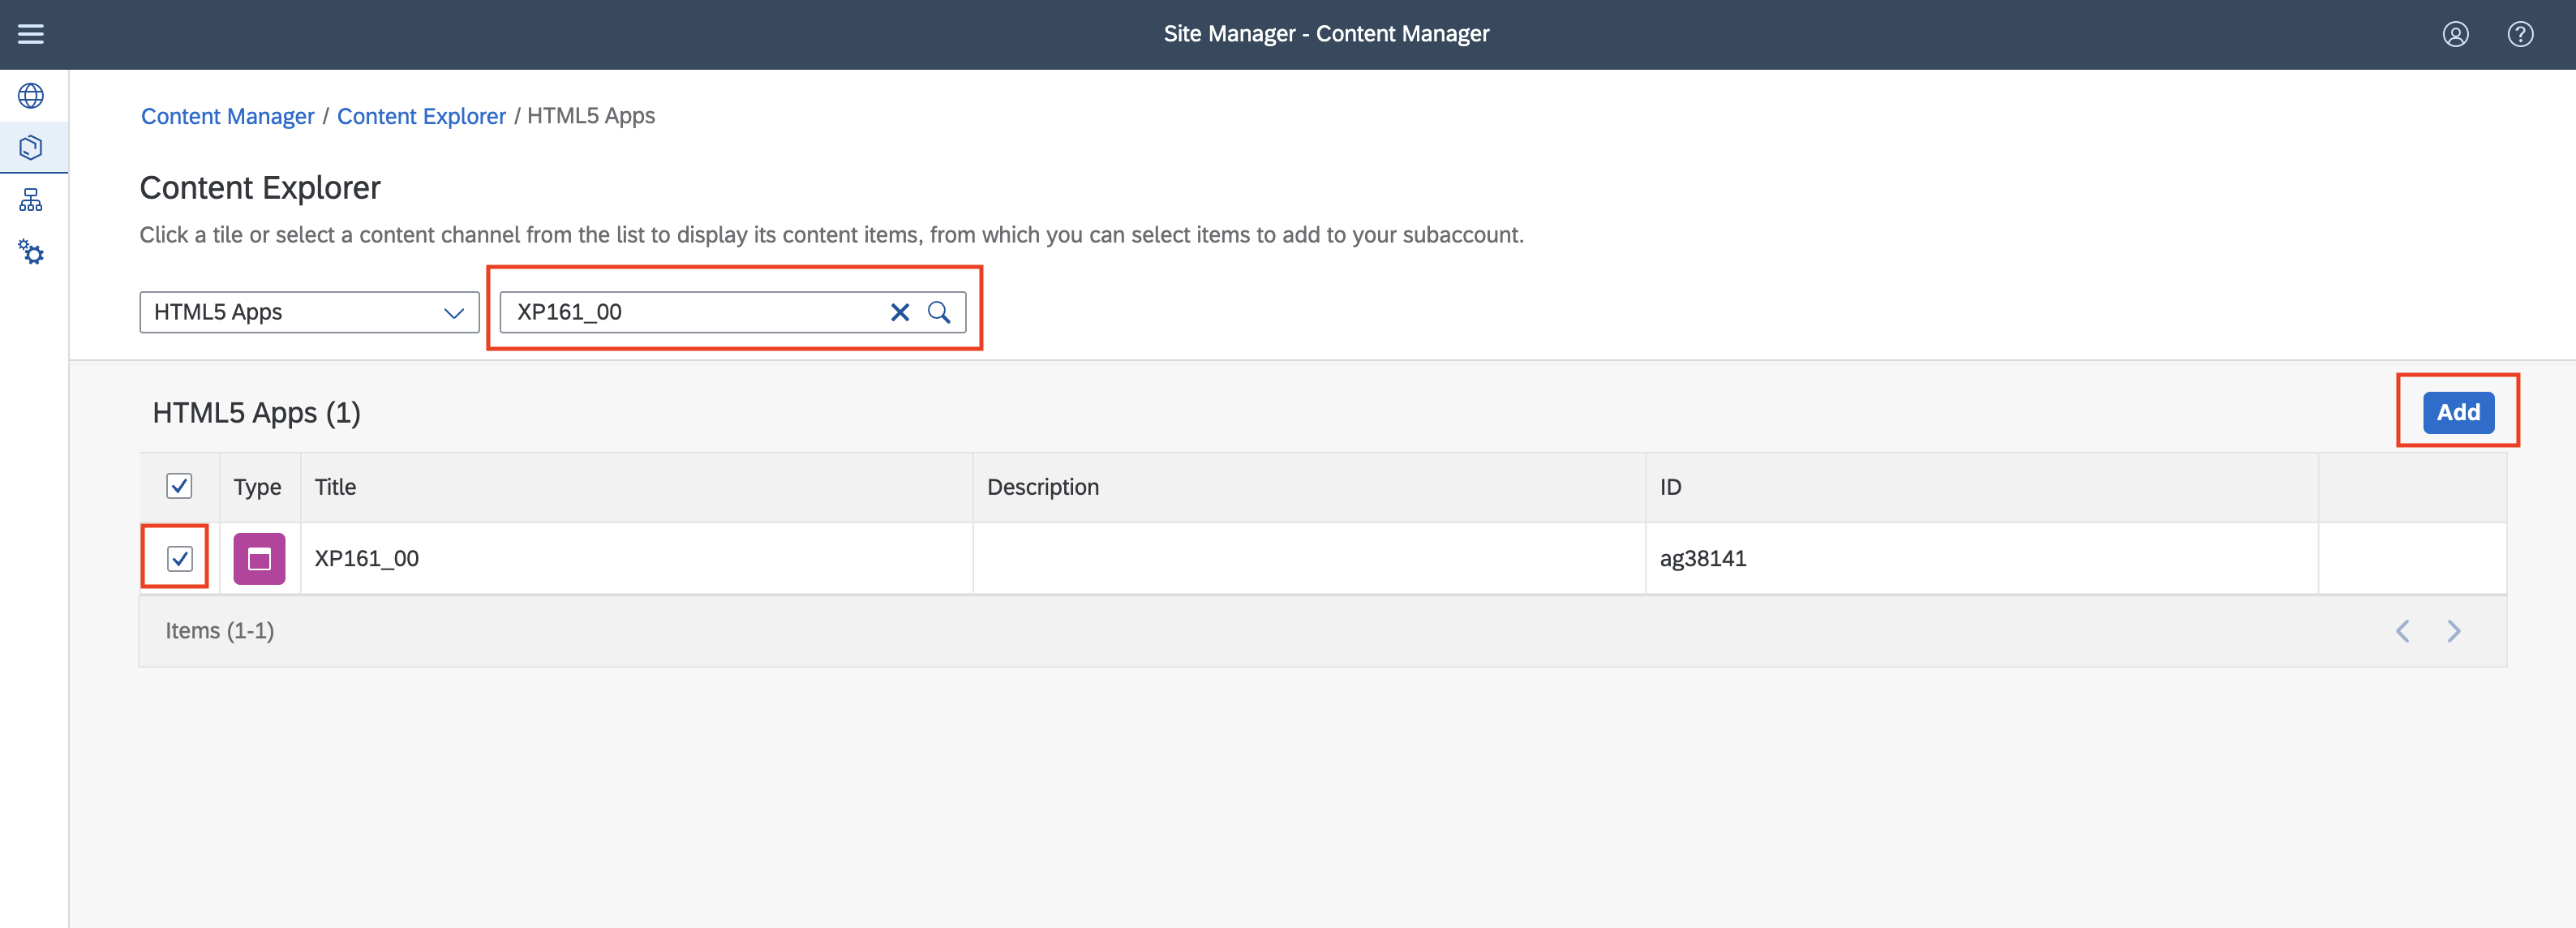 Site Manager - Content Manager
Content Manager / Content Explorer / HTML5 Apps
Content Explorer
Click a tile or select a content channel from the list to display its content items, from which you can select items to add to your subaccount.
HTML5 Apps XP161_00
HTML5 Apps (1) Add
Type Title Description ID
XP161_00 ag38141
Items (1-1)